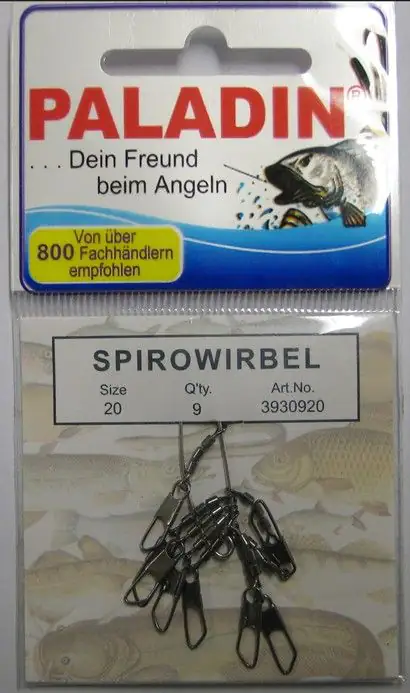 PALADIN®
. . . Dein Freund
beim Angeln
Von über
800 Fachhändlern
empfohlen
SPIROWIRBEL
Size Q'ty. Art.No.
20 9 3930920